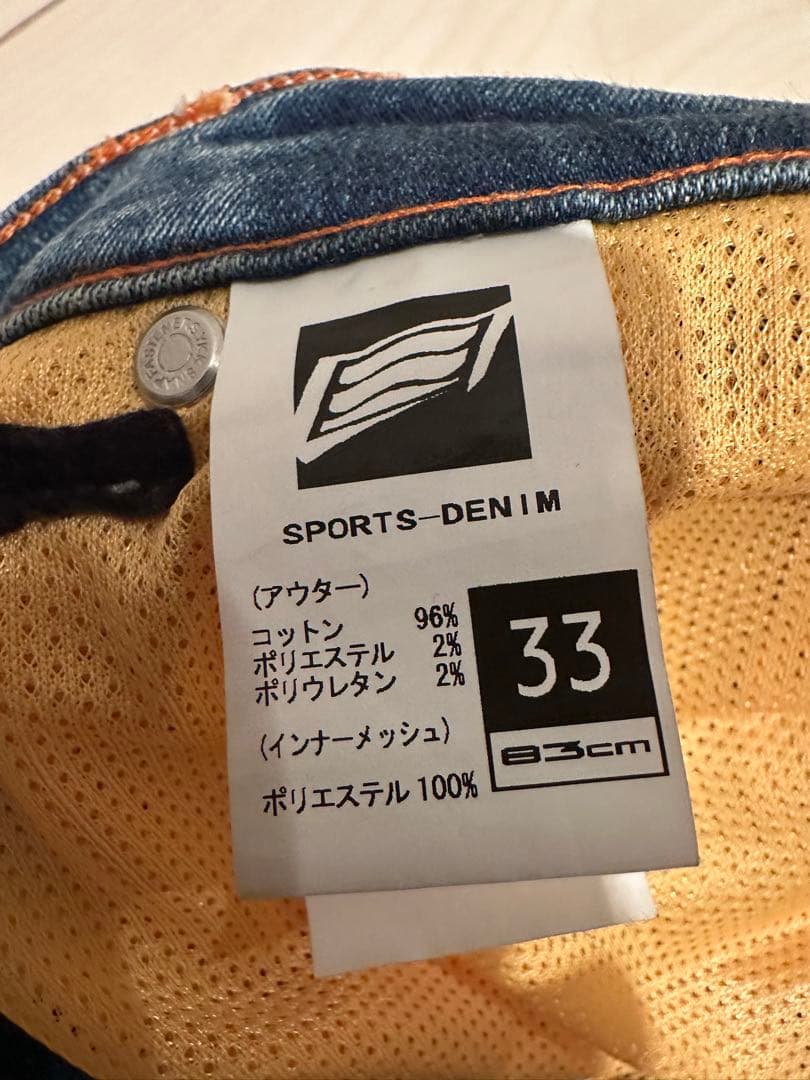 SPORTS-DENIM
(アウター)
コットン 96%
ポリエステル 2%
ポリウレタン 2%
33
83cm
(インナーメッシュ)
ポリエステル 100%